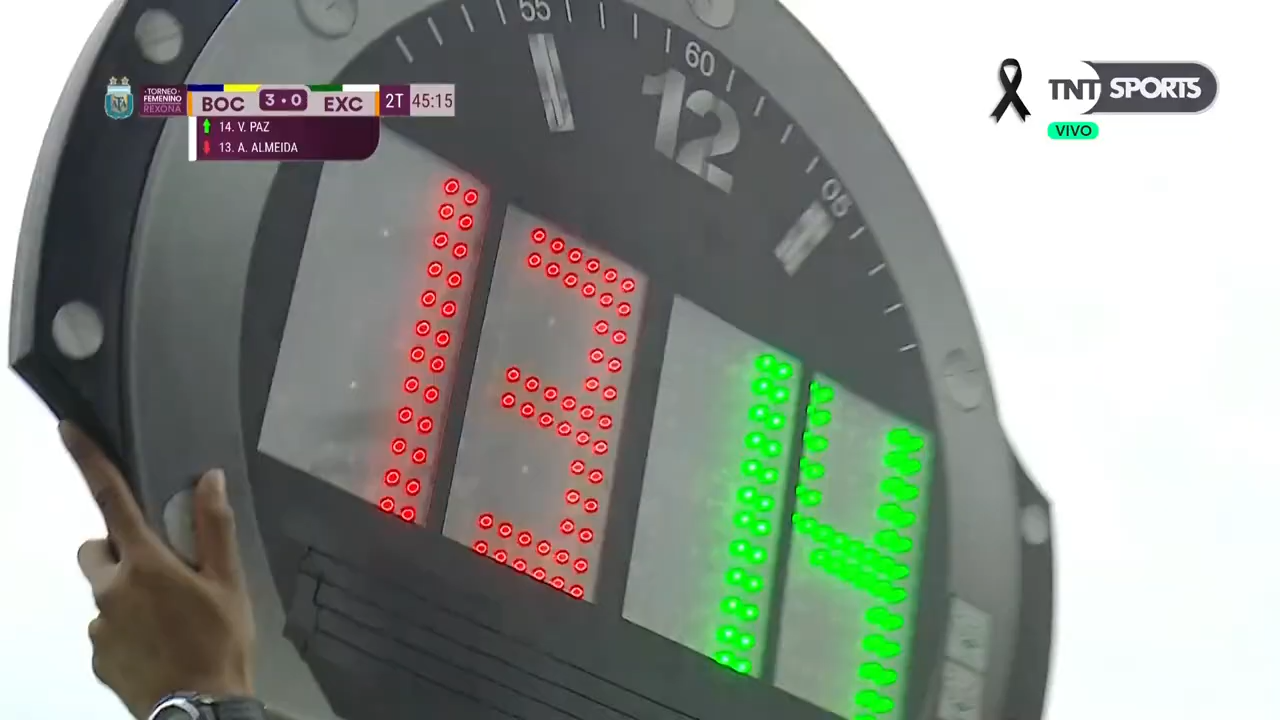 TORNEO
FEMENINO
REXONA
BOC 3 - 0 EXC 2T 45:15
14. V. PAZ
13. A. ALMEIDA
TNT SPORTS
VIVO
55 60 05
12
13 14